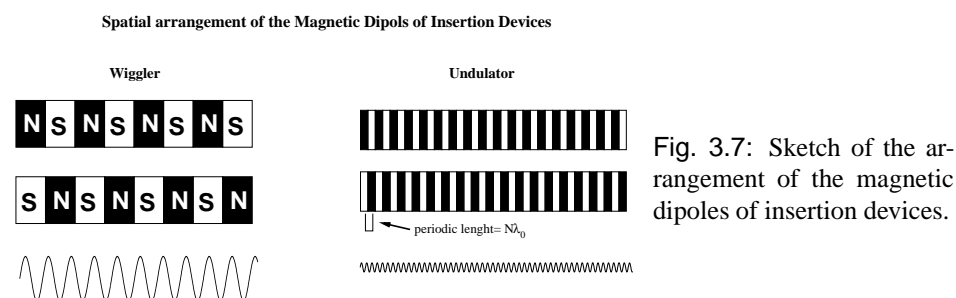 Spatial arrangement of the Magnetic Dipols of Insertion Devices
Wiggler
Undulator
N S N S N S N S
S N S N S N S N
periodic lenght= Nλ₀
Fig. 3.7: Sketch of the ar-
rangement of the magnetic
dipoles of insertion devices.